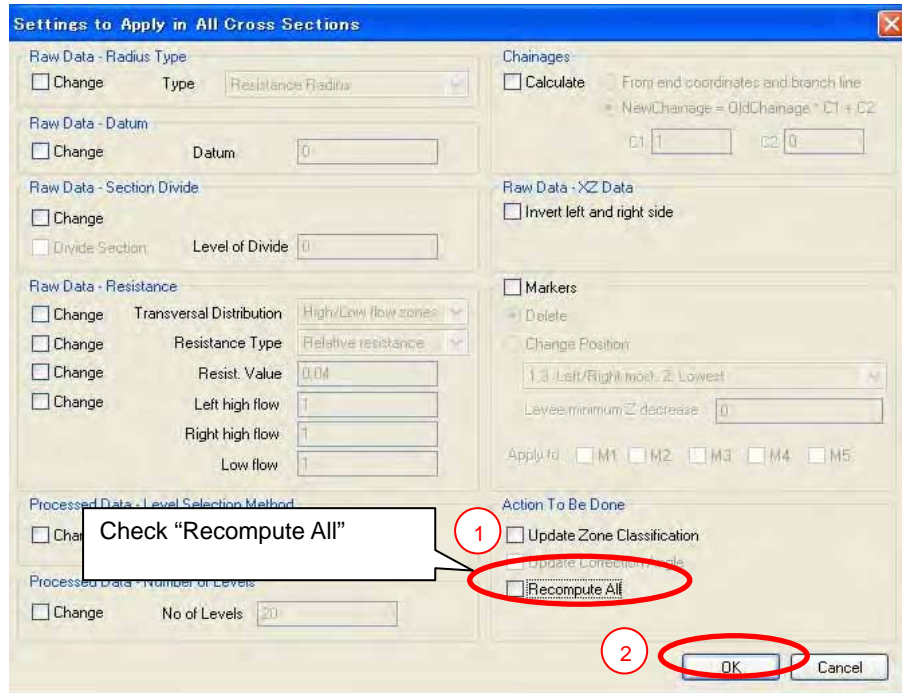 Settings to Apply in All Cross Sections
Raw Data - Radius Type
Change Type Resistance Radius
Raw Data - Datum
Change Datum 0
Raw Data - Section Divide
Change
Divide Section Level of Divide 0
Raw Data - Resistance
Change Transversal Distribution High/Low flow zones
Change Resistance Type Relative resistance
Change Resist. Value 0,04
Change Left high flow 1
Right high flow 1
Low flow 1
Processed Data - Level Selection Method
Check “Recompute All”
Processed Data - Number of Levels
Change No of Levels 20
Chainages
Calculate From end coordinates and branch line
NewChainage = OldChainage * C1 + C2
C1 1 C2 0
Raw Data - XZ Data
Invert left and right side
Markers
Delete
Change Position
1,3: Left/Right most, 2: Lowest
Levee minimum Z decrease 0
Apply to M1 M2 M3 M4 M5
Action To Be Done
1 Update Zone Classification
Update Correction Angle
Recompute All
2 OK Cancel